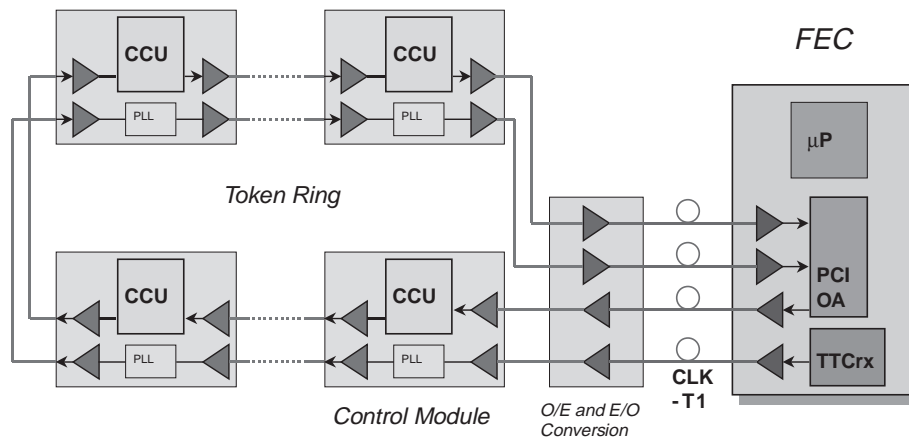 FEC
CCU
CCU
PLL
PLL
μP
Token Ring
CCU
CCU
PCI
OA
PLL
PLL
TTCrx
CLK
- T1
Control Module
O/E and E/O
Conversion